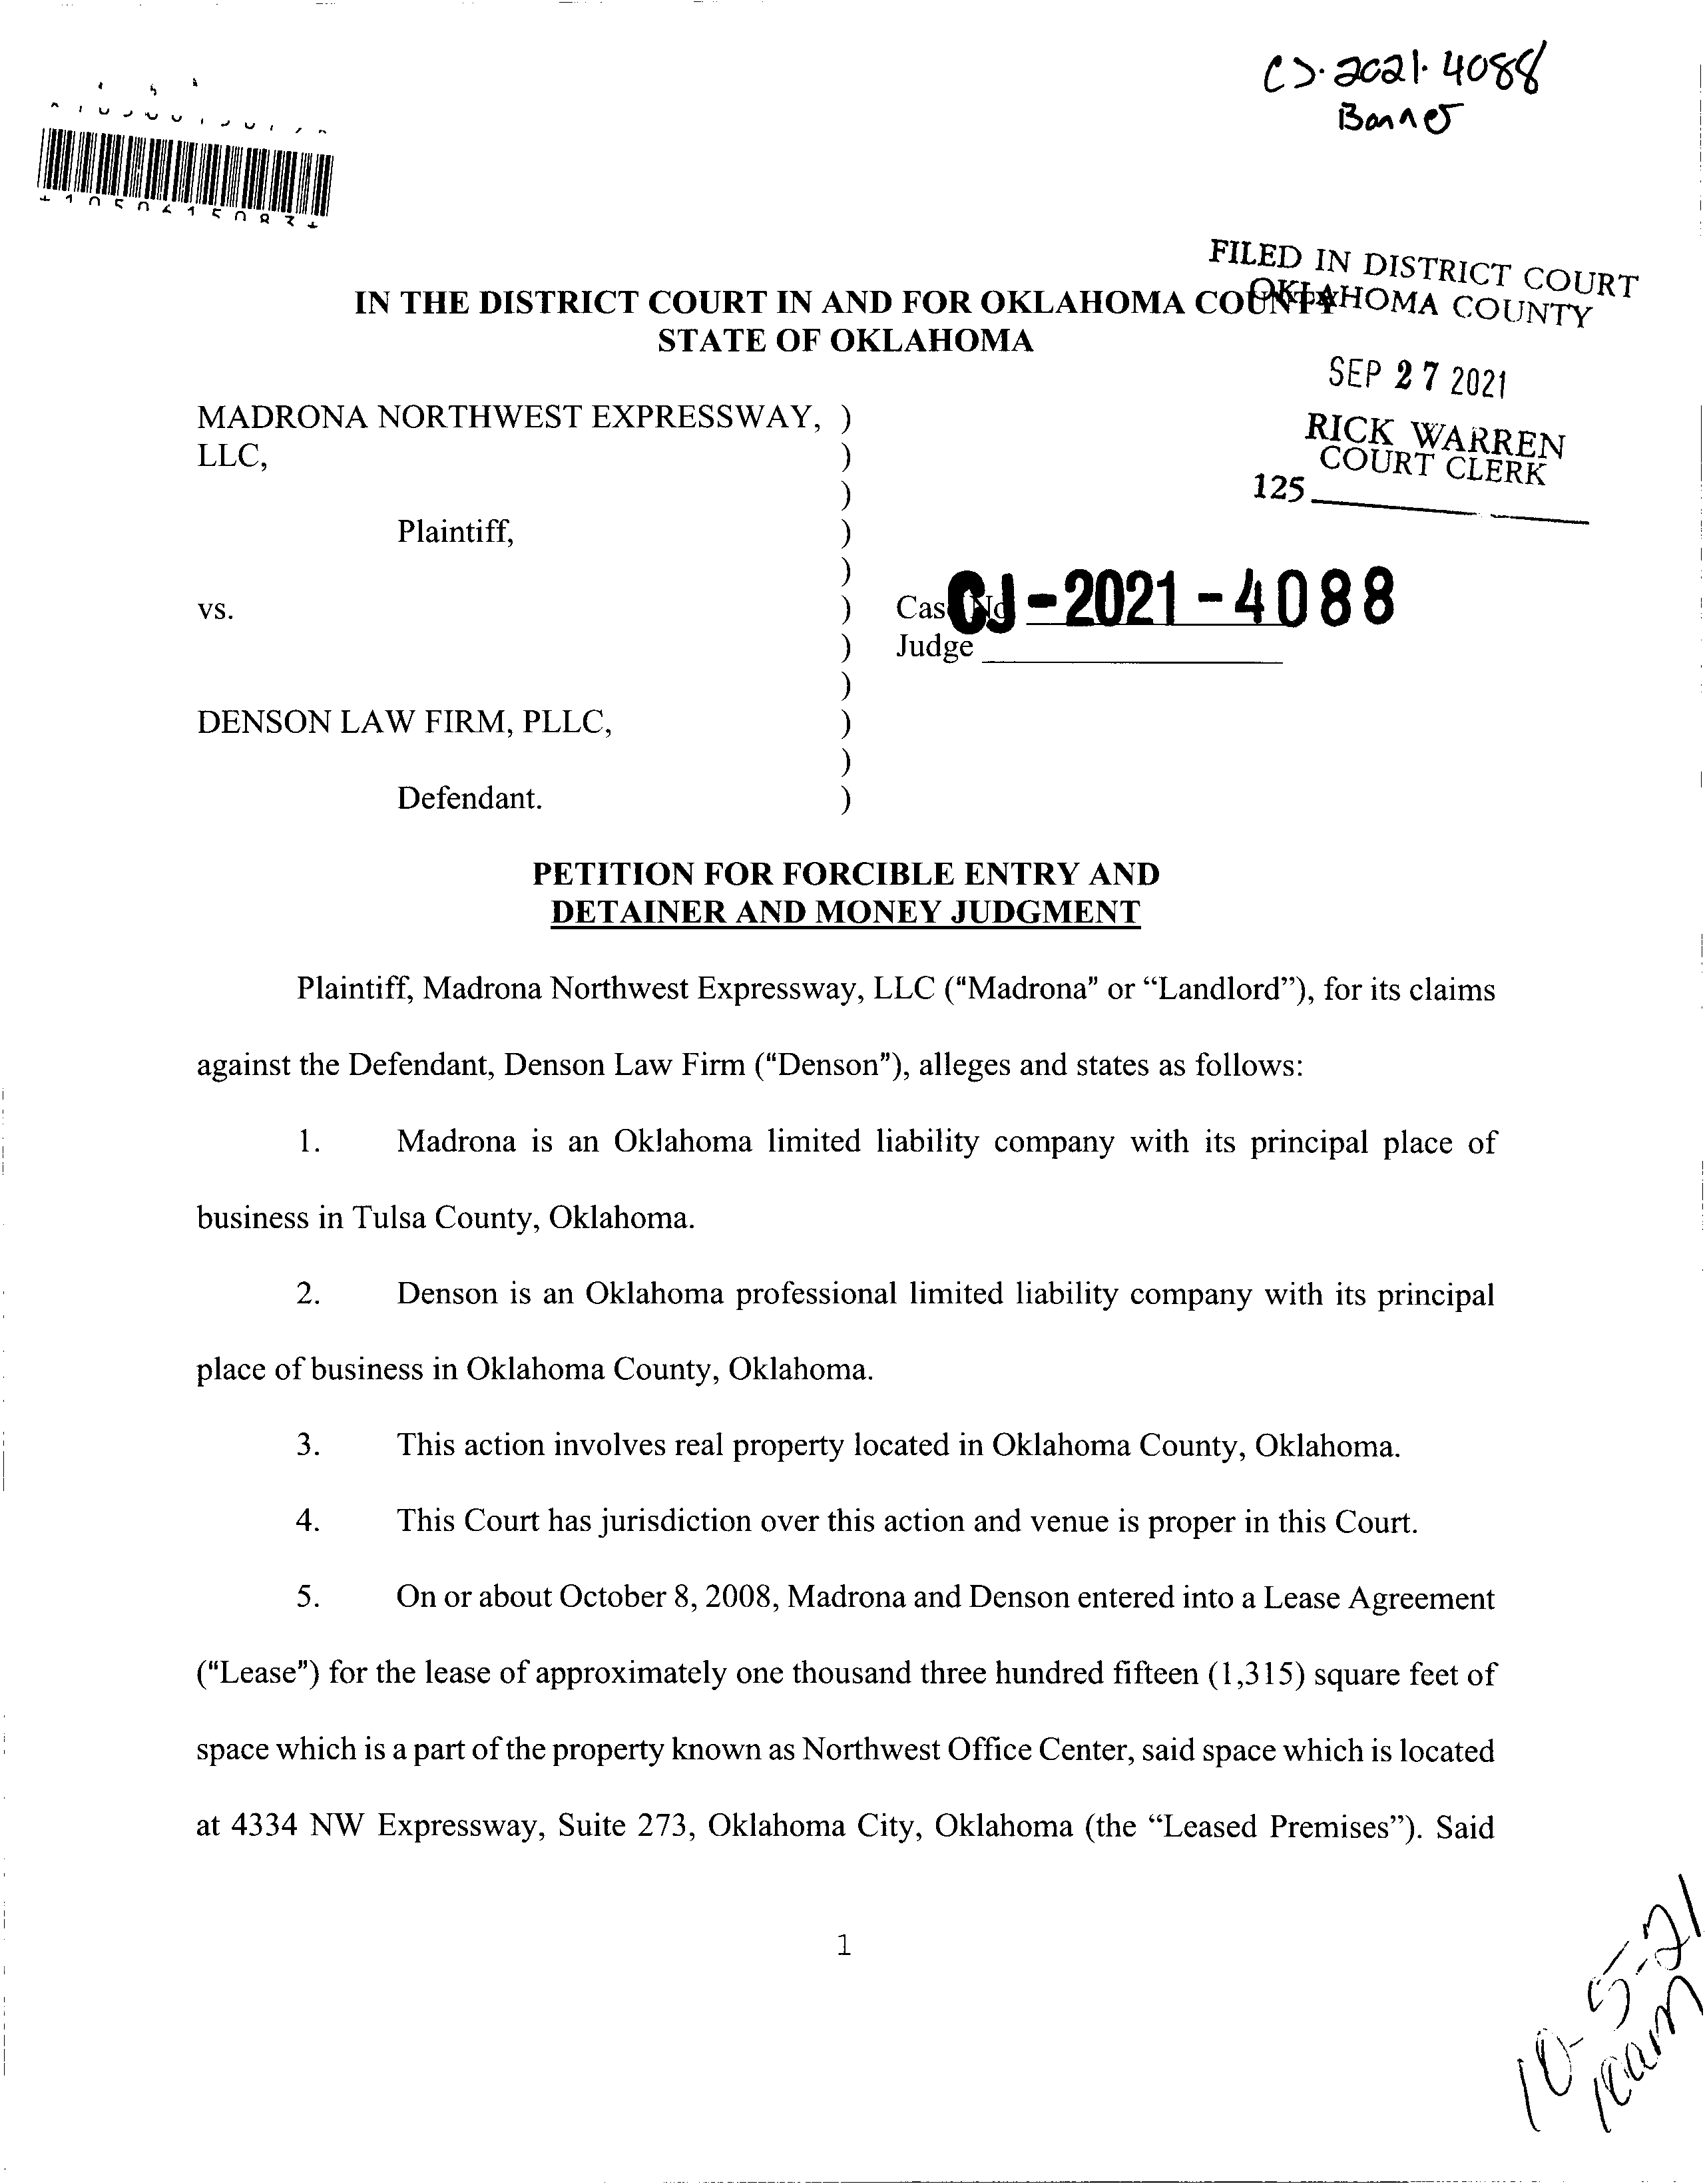 CJ-2021-4088
Banner
FILED IN DISTRICT COURT
OKLAHOMA COUNTY
IN THE DISTRICT COURT IN AND FOR OKLAHOMA COUNTY
STATE OF OKLAHOMA
SEP 27 2021
RICK WARREN
COURT CLERK
125
MADRONA NORTHWEST EXPRESSWAY, )
LLC, )
)
Plaintiff, )
)
vs. ) Case No. CJ-2021-4088
) Judge
)
DENSON LAW FIRM, PLLC, )
)
Defendant. )
PETITION FOR FORCIBLE ENTRY AND
DETAINER AND MONEY JUDGMENT
Plaintiff, Madrona Northwest Expressway, LLC ("Madrona" or “Landlord”), for its claims
against the Defendant, Denson Law Firm ("Denson"), alleges and states as follows:
1. Madrona is an Oklahoma limited liability company with its principal place of
business in Tulsa County, Oklahoma.
2. Denson is an Oklahoma professional limited liability company with its principal
place of business in Oklahoma County, Oklahoma.
3. This action involves real property located in Oklahoma County, Oklahoma.
4. This Court has jurisdiction over this action and venue is proper in this Court.
5. On or about October 8, 2008, Madrona and Denson entered into a Lease Agreement
("Lease") for the lease of approximately one thousand three hundred fifteen (1,315) square feet of
space which is a part of the property known as Northwest Office Center, said space which is located
at 4334 NW Expressway, Suite 273, Oklahoma City, Oklahoma (the “Leased Premises”). Said
1
10-5-21
10am